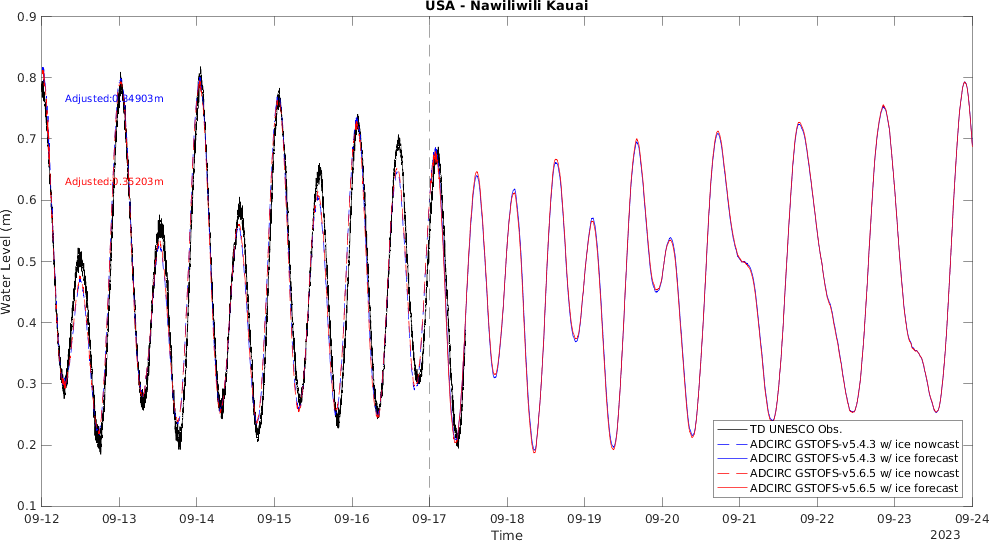 USA - Nawiliwili Kauai
0.9
0.8
0.7
0.6
0.5
0.4
0.3
0.2
0.1
Water Level (m)
Adjusted:0.34903m
Adjusted:0.35203m
TD UNESCO Obs.
ADCIRC GSTOFS-v5.4.3 w/ ice nowcast
ADCIRC GSTOFS-v5.4.3 w/ ice forecast
ADCIRC GSTOFS-v5.6.5 w/ ice nowcast
ADCIRC GSTOFS-v5.6.5 w/ ice forecast
09-12 09-13 09-14 09-15 09-16 09-17 09-18 09-19 09-20 09-21 09-22 09-23 09-24
Time
2023